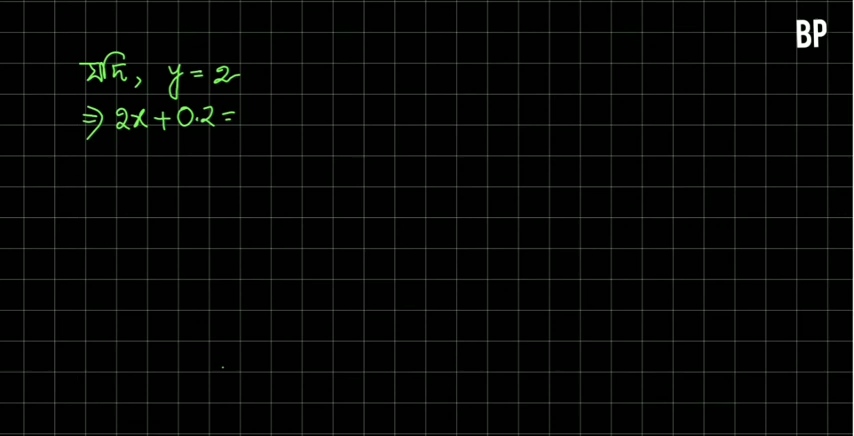 BP
যদি, y = 2
⇒ 2x + 0.2 =